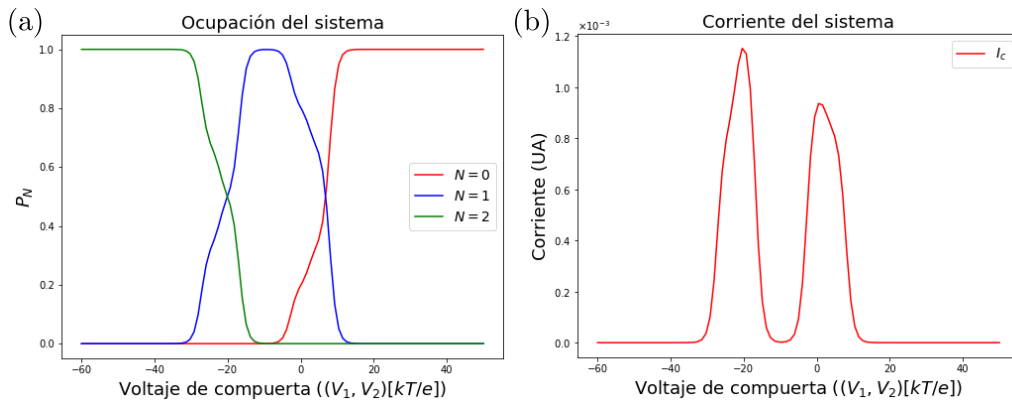 (a)
Ocupación del sistema
1.0
0.8
0.6
0.4
0.2
0.0
P_N
N = 0
N = 1
N = 2
−60
−40
−20
0
20
40
Voltaje de compuerta ((V_1, V_2)[kT/e])
(b)
Corriente del sistema
×10⁻³
1.2
1.0
0.8
0.6
0.4
0.2
0.0
Corriente (UA)
I_c
−60
−40
−20
0
20
40
Voltaje de compuerta ((V_1, V_2)[kT/e])